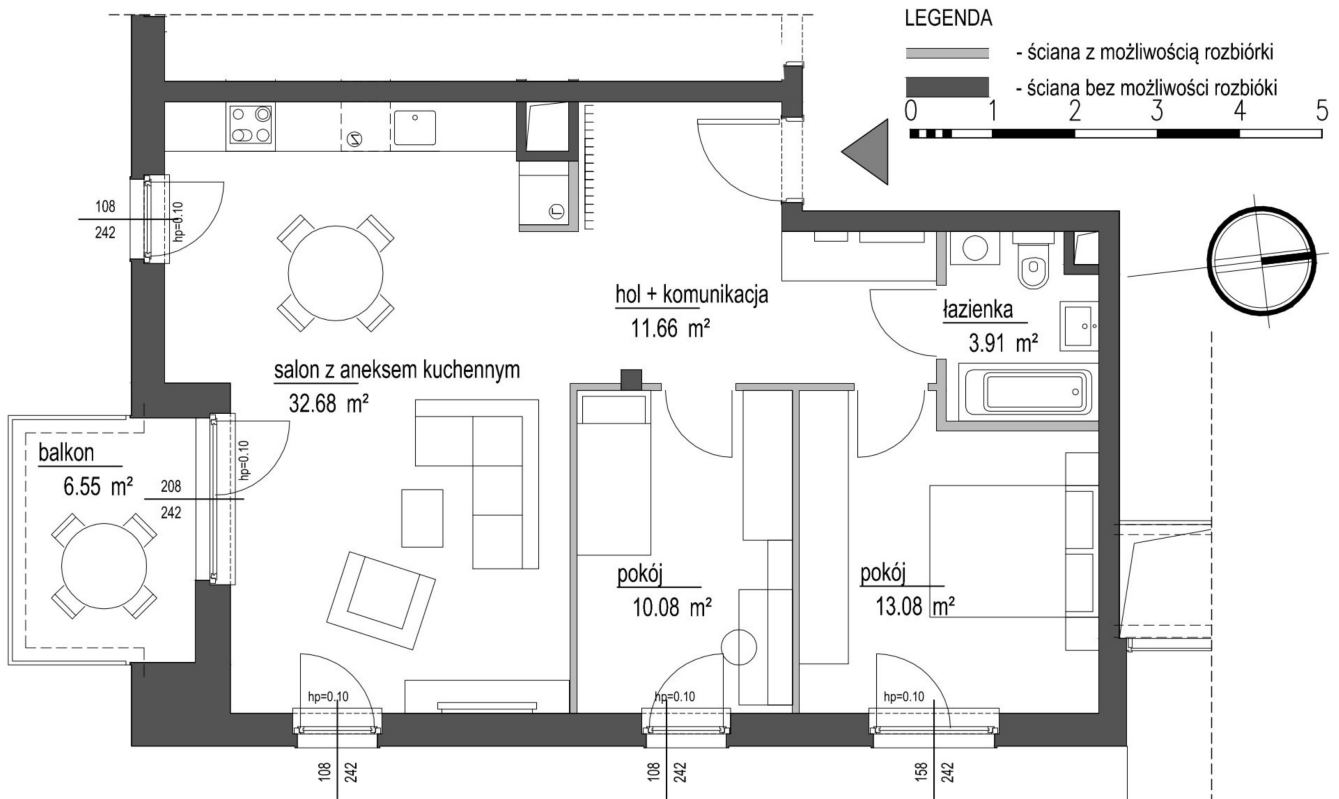 LEGENDA
- ściana z możliwością rozbiórki
- ściana bez możliwości rozbióki
0 1 2 3 4 5
108
242
hp=0.10
hol + komunikacja
11.66 m²
łazienka
3.91 m²
salon z aneksem kuchennym
32.68 m²
balkon
6.55 m²
208
242
hp=0.10
pokój
10.08 m²
pokój
13.08 m²
hp=0.10
hp=0.10
hp=0.10
108
242
108
242
158
242